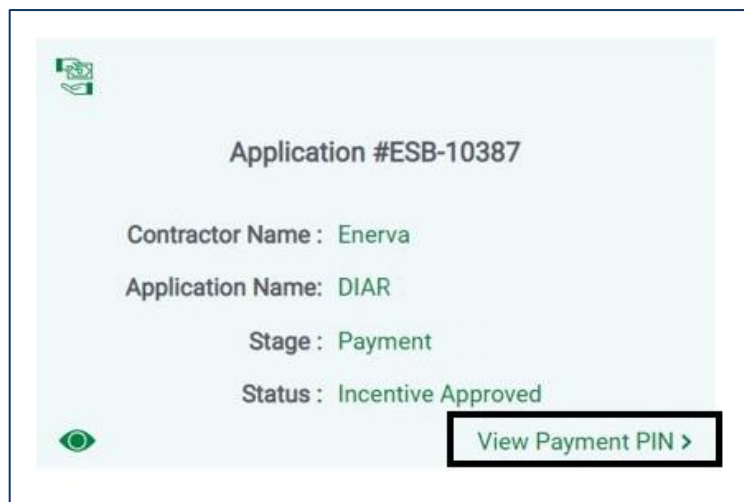 Application #ESB-10387
Contractor Name : Enerva
Application Name: DIAR
Stage : Payment
Status : Incentive Approved
View Payment PIN >